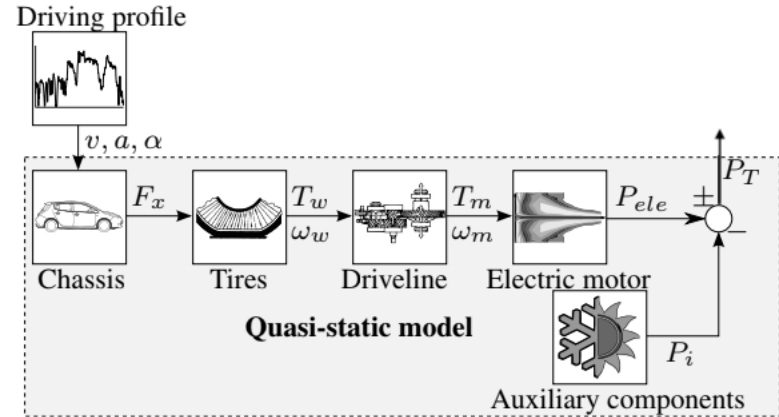 Driving profile
v, a, α
F_x
T_w
ω_w
T_m
ω_m
P_ele
±
P_T
−
Chassis
Tires
Driveline
Electric motor
Quasi-static model
P_i
Auxiliary components